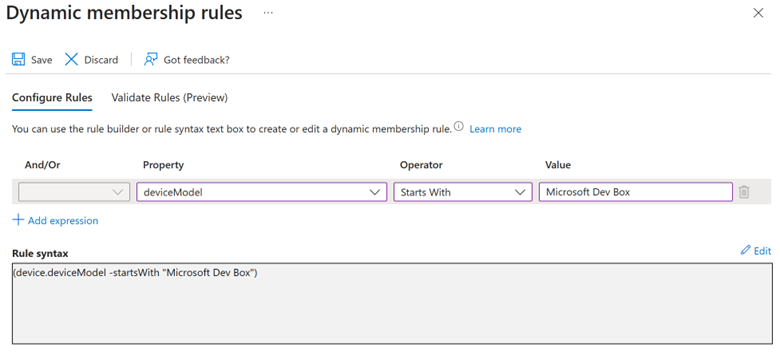 Dynamic membership rules ...
Save Discard Got feedback?
Configure Rules Validate Rules (Preview)
You can use the rule builder or rule syntax text box to create or edit a dynamic membership rule. Learn more
And/Or Property Operator Value
deviceModel Starts With Microsoft Dev Box
Add expression
Rule syntax Edit
(device.deviceModel -startsWith "Microsoft Dev Box")